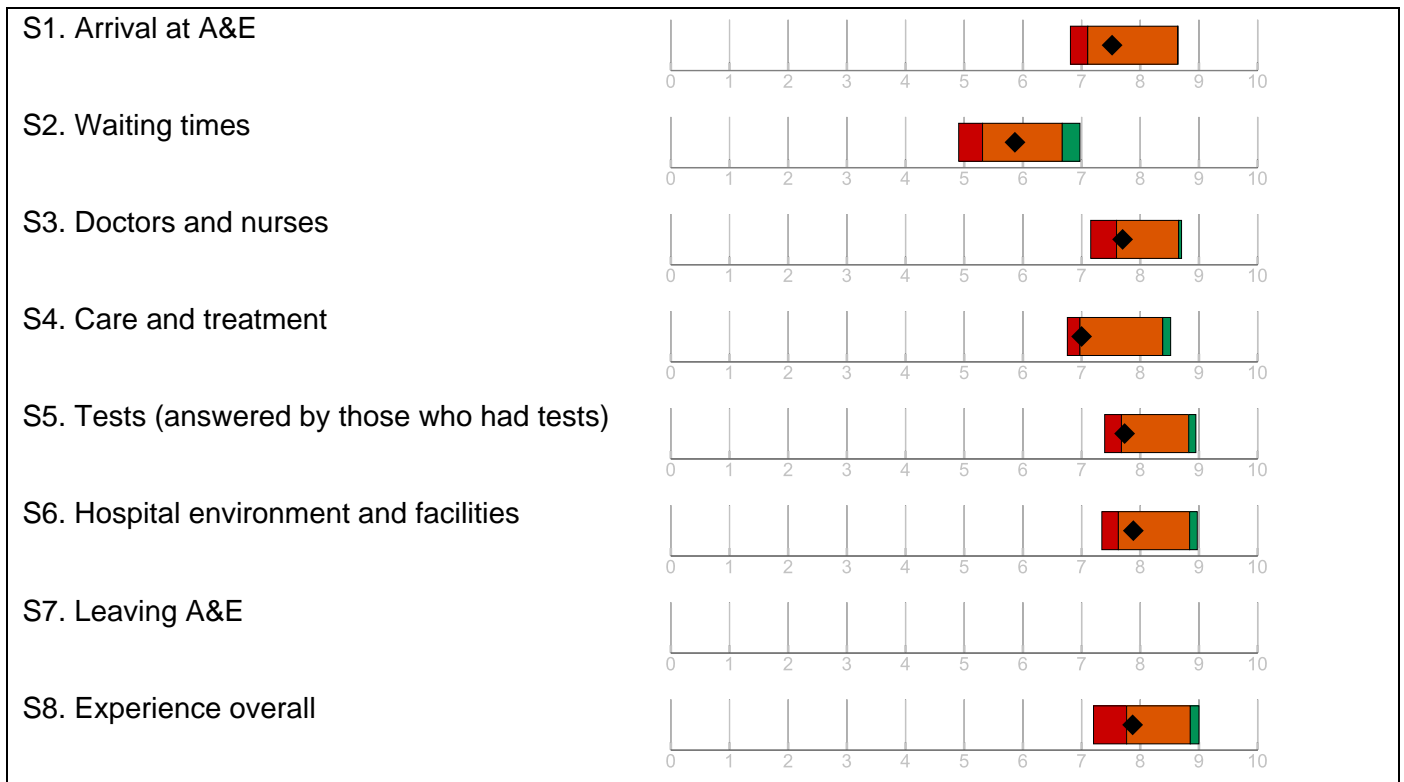 S1. Arrival at A&E
0 1 2 3 4 5 6 7 8 9 10
S2. Waiting times
0 1 2 3 4 5 6 7 8 9 10
S3. Doctors and nurses
0 1 2 3 4 5 6 7 8 9 10
S4. Care and treatment
0 1 2 3 4 5 6 7 8 9 10
S5. Tests (answered by those who had tests)
0 1 2 3 4 5 6 7 8 9 10
S6. Hospital environment and facilities
0 1 2 3 4 5 6 7 8 9 10
S7. Leaving A&E
0 1 2 3 4 5 6 7 8 9 10
S8. Experience overall
0 1 2 3 4 5 6 7 8 9 10